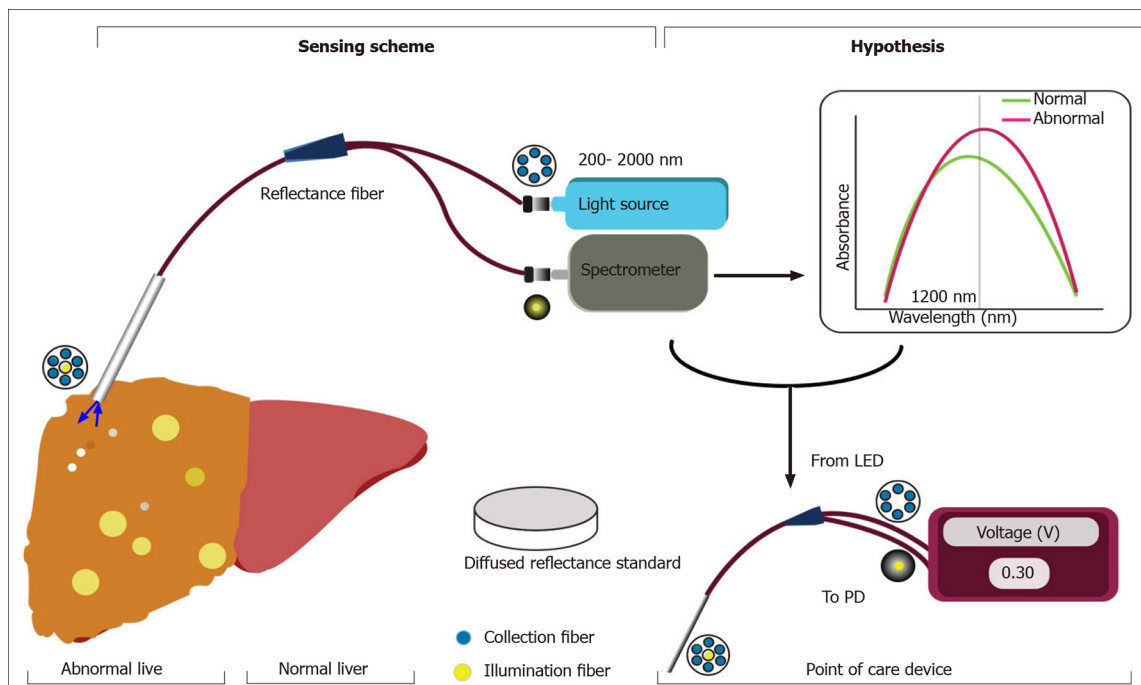 Sensing scheme
Hypothesis
200- 2000 nm
Reflectance fiber
Light source
Spectrometer
Normal
Abnormal
Absorbance
1200 nm
Wavelength (nm)
From LED
Voltage (V)
0.30
To PD
Diffused reflectance standard
Collection fiber
Illumination fiber
Abnormal live
Normal liver
Point of care device